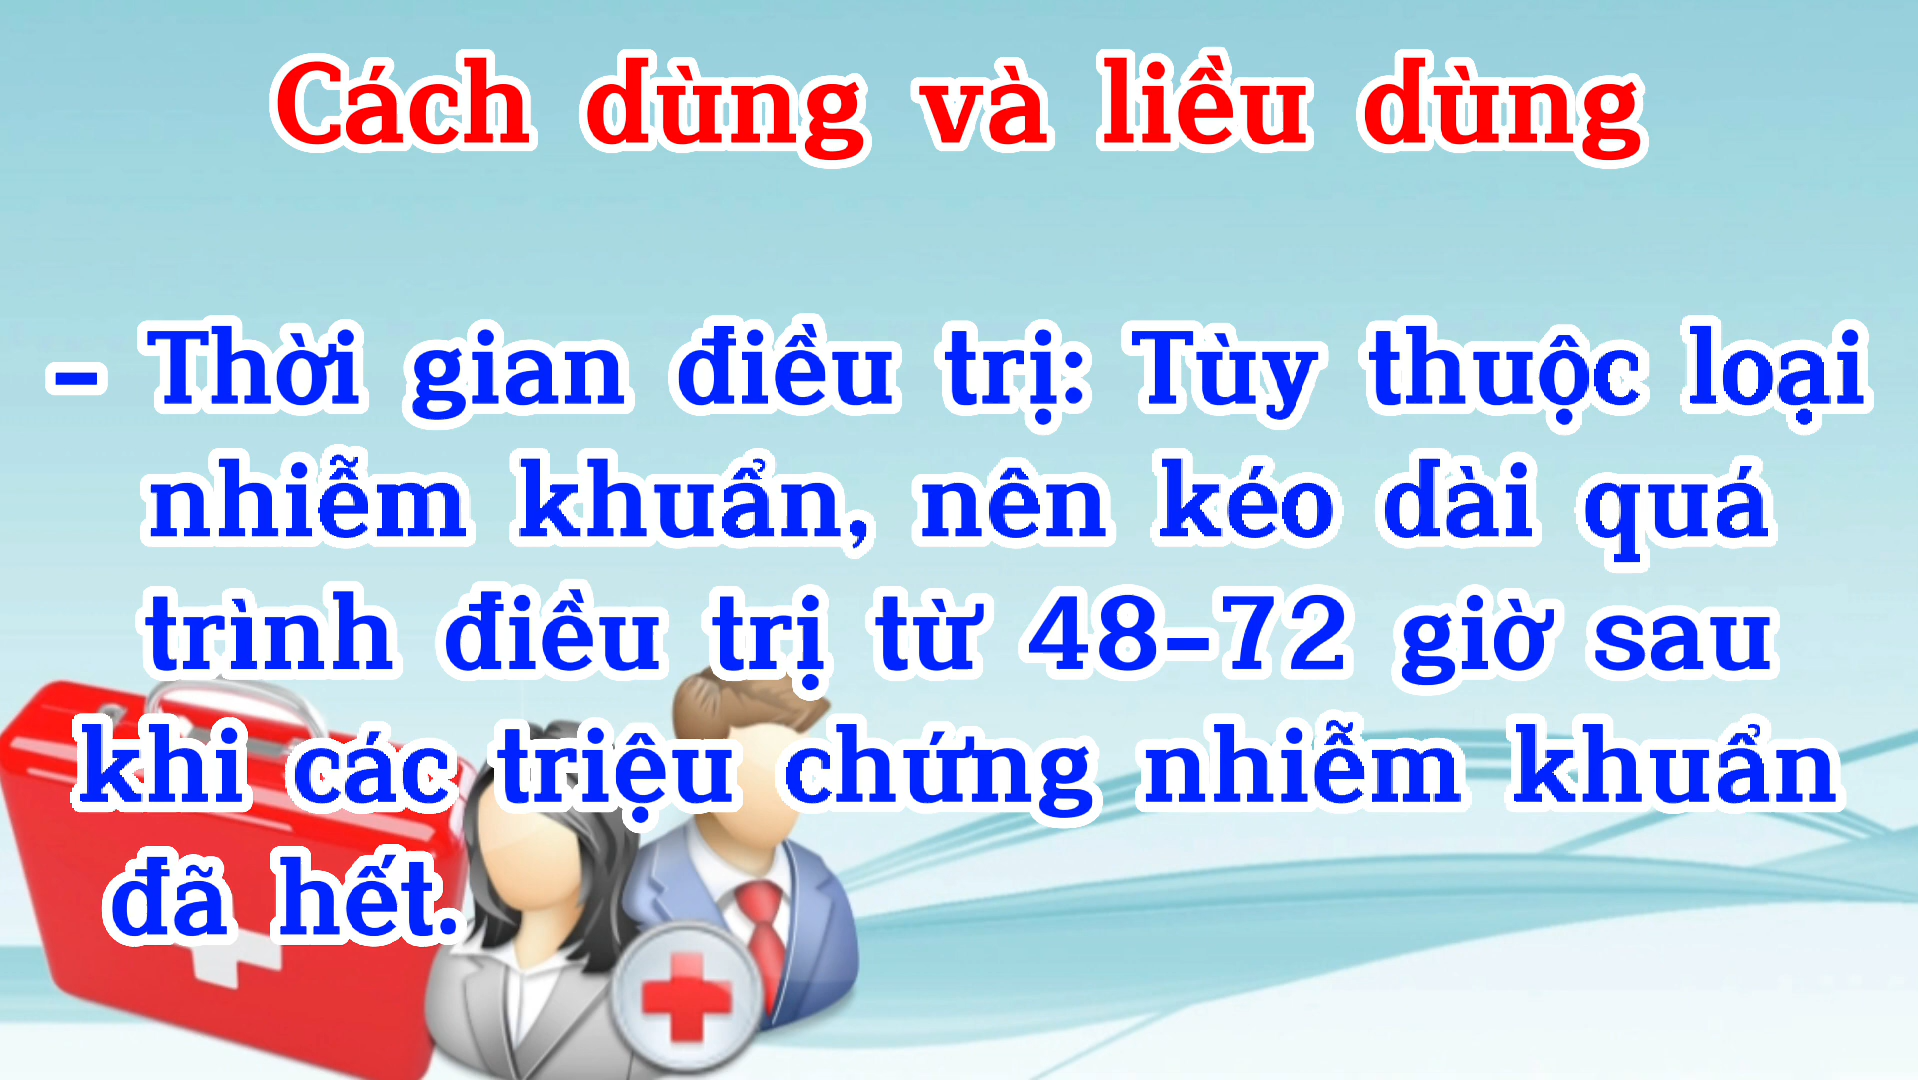 Cách dùng và liều dùng
- Thời gian điều trị: Tùy thuộc loại
nhiễm khuẩn, nên kéo dài quá
trình điều trị từ 48-72 giờ sau
khi các triệu chứng nhiễm khuẩn
đã hết.